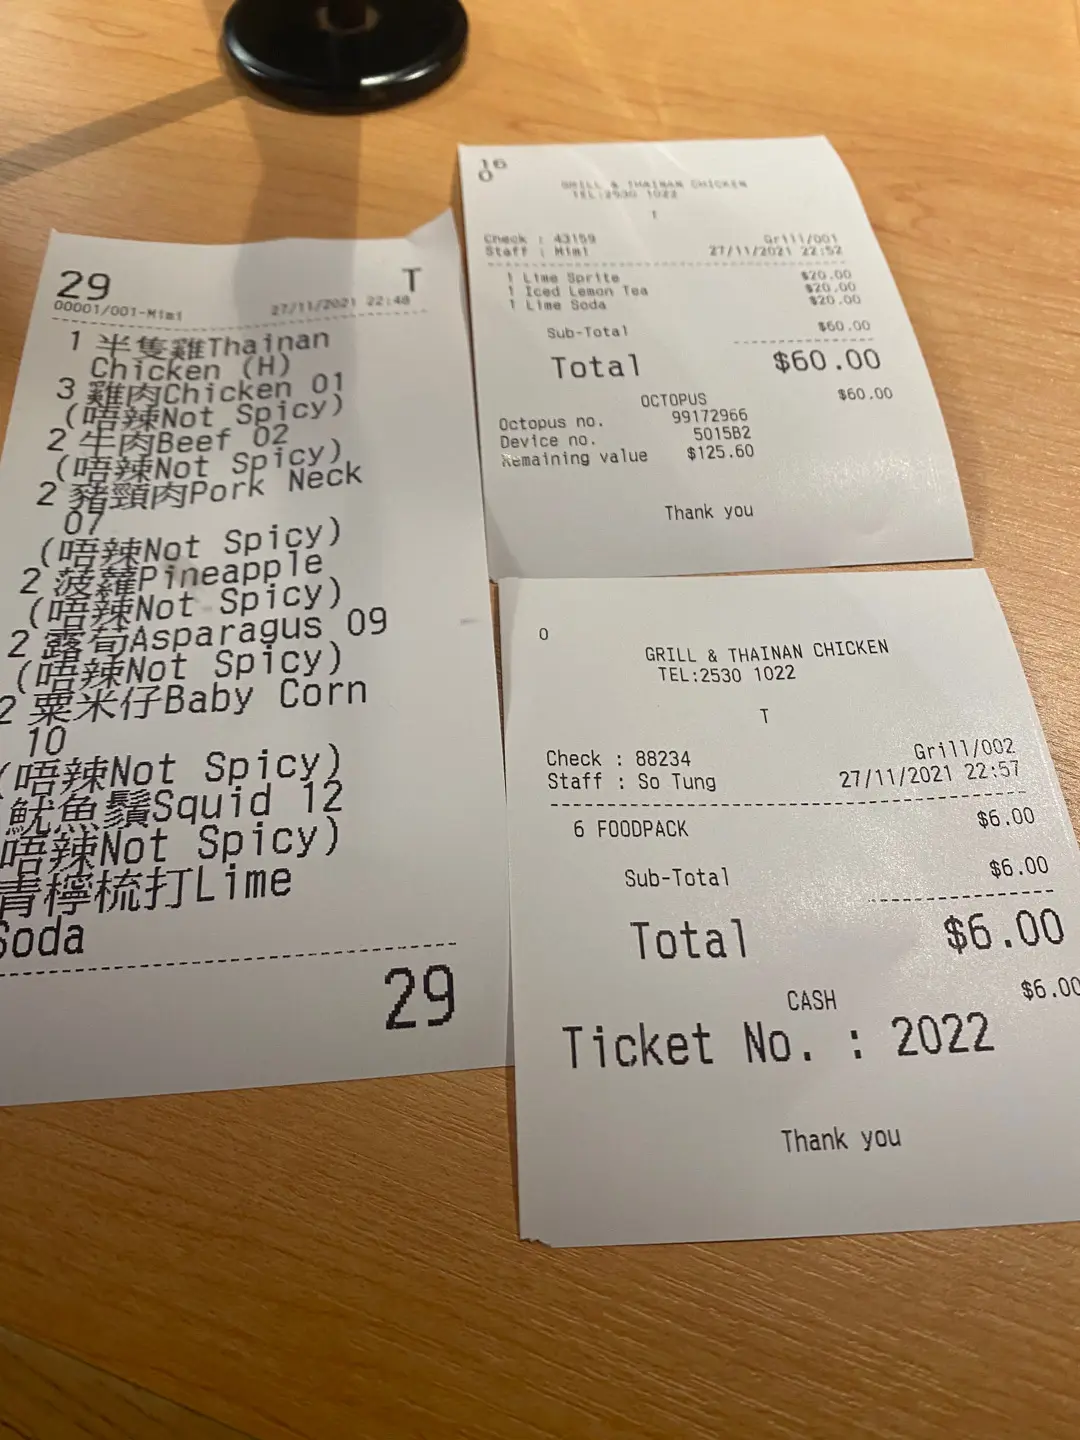 29 T
00001/001-Mimi 27/11/2021 22:48
1 半隻雞Thainan
Chicken (H)
3 雞肉Chicken 01
(唔辣Not Spicy)
2 牛肉Beef 02
(唔辣Not Spicy)
2 豬頸肉Pork Neck
07
(唔辣Not Spicy)
2 菠蘿Pineapple
(唔辣Not Spicy)
2 露荀Asparagus 09
(唔辣Not Spicy)
2 粟米仔Baby Corn
10
(唔辣Not Spicy)
魷魚鬚Squid 12
唔辣Not Spicy)
青檸梳打Lime
Soda
29
16
0
GRILL & THAINAN CHICKEN
TEL:2530 1022
T
Check : 43159 Grill/001
Staff : Mimi 27/11/2021 22:52
1 Lime Sprite $20.00
1 Iced Lemon Tea $20.00
1 Lime Soda $20.00
Sub-Total $60.00
Total $60.00
OCTOPUS $60.00
Octopus no. 99172966
Device no. 5015B2
Remaining value $125.60
Thank you
0
GRILL & THAINAN CHICKEN
TEL:2530 1022
T
Check : 88234 Grill/002
Staff : So Tung 27/11/2021 22:57
6 FOODPACK $6.00
Sub-Total $6.00
Total $6.00
CASH $6.00
Ticket No. : 2022
Thank you